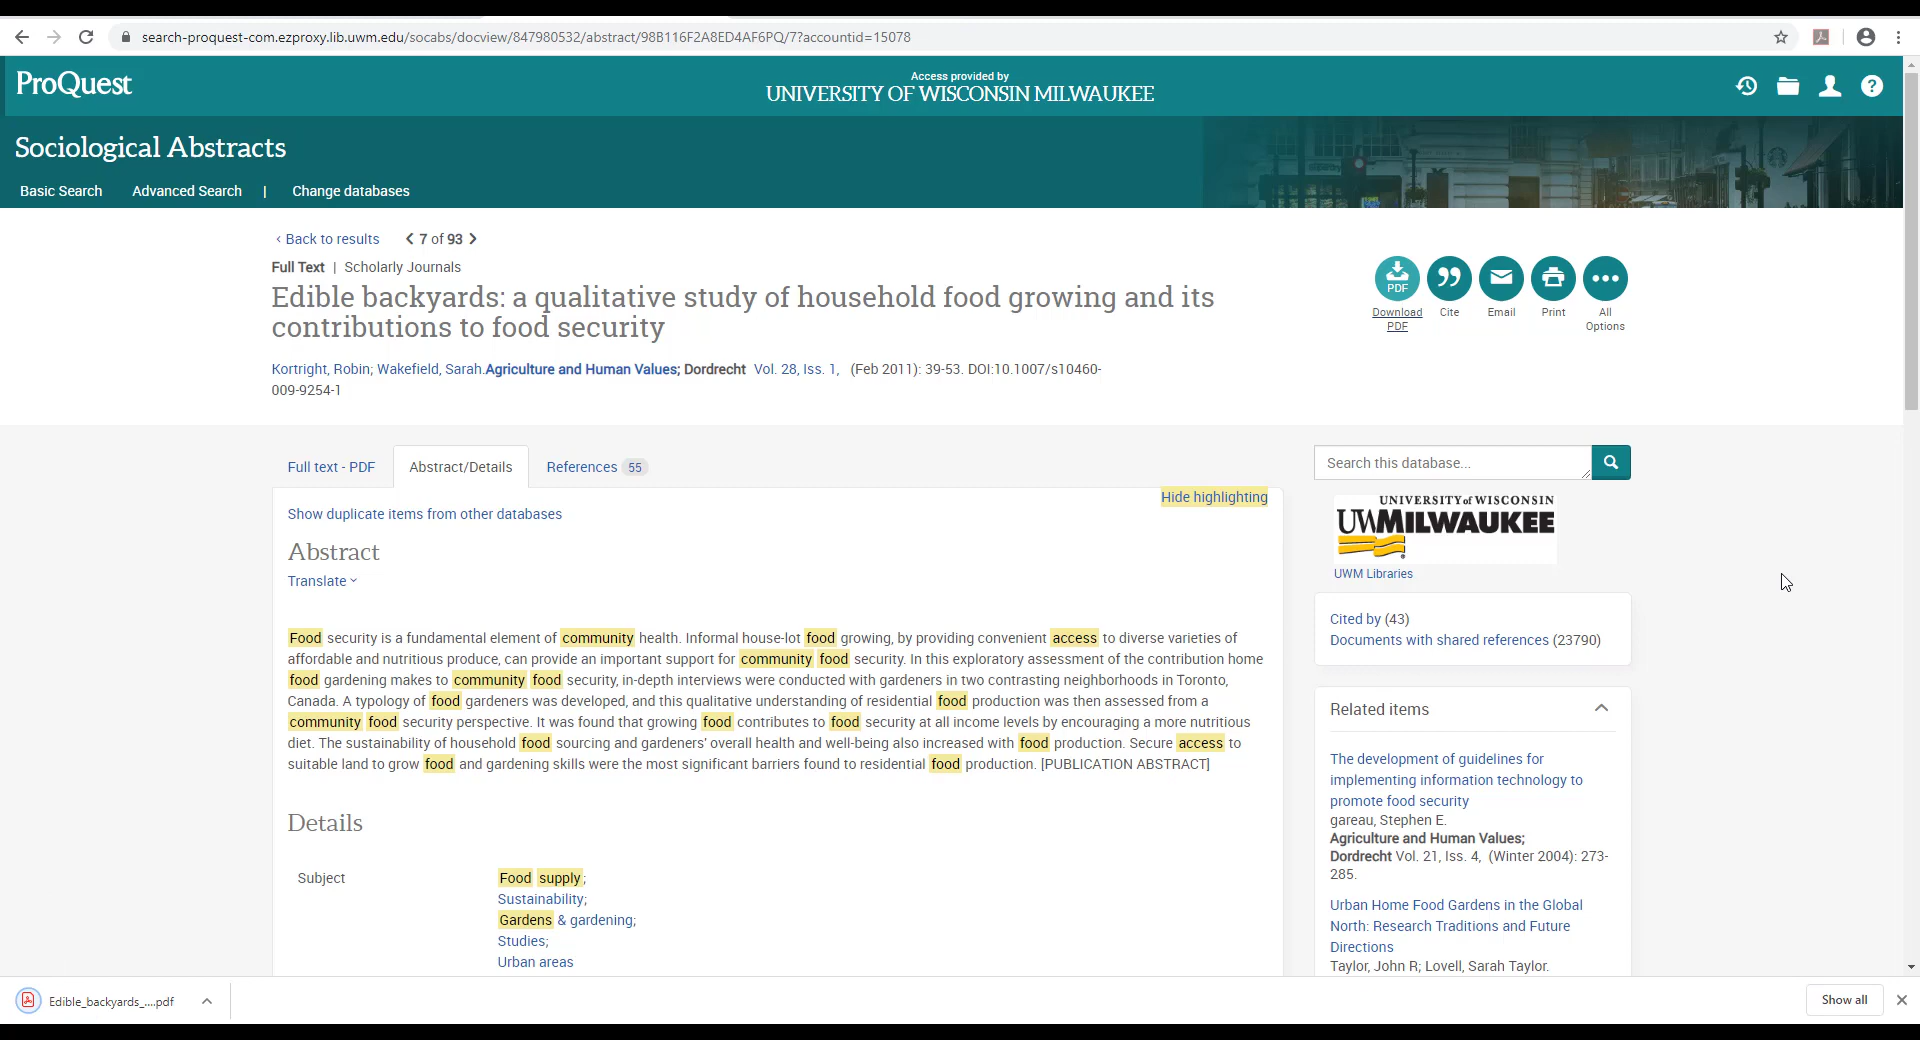 search-proquest-com.ezproxy.lib.uwm.edu/socabs/docview/847980532/abstract/98B116F2A8ED4AF6PQ/7?accountid=15078
ProQuest
Access provided by
UNIVERSITY OF WISCONSIN MILWAUKEE
Sociological Abstracts
Basic Search Advanced Search | Change databases
‹ Back to results 7 of 93
Full Text | Scholarly Journals
Edible backyards: a qualitative study of household food growing and its
contributions to food security
Kortright, Robin; Wakefield, Sarah.Agriculture and Human Values; Dordrecht Vol. 28, Iss. 1, (Feb 2011): 39-53. DOI:10.1007/s10460-
009-9254-1
PDF
Download
PDF
Cite
Email
Print
All
Options
Full text - PDF Abstract/Details References 55
Hide highlighting
Show duplicate items from other databases
Abstract
Translate
Food security is a fundamental element of community health. Informal house-lot food growing, by providing convenient access to diverse varieties of
affordable and nutritious produce, can provide an important support for community food security. In this exploratory assessment of the contribution home
food gardening makes to community food security, in-depth interviews were conducted with gardeners in two contrasting neighborhoods in Toronto,
Canada. A typology of food gardeners was developed, and this qualitative understanding of residential food production was then assessed from a
community food security perspective. It was found that growing food contributes to food security at all income levels by encouraging a more nutritious
diet. The sustainability of household food sourcing and gardeners' overall health and well-being also increased with food production. Secure access to
suitable land to grow food and gardening skills were the most significant barriers found to residential food production. [PUBLICATION ABSTRACT]
Details
Subject
Food supply;
Sustainability;
Gardens & gardening;
Studies;
Urban areas
Search this database...
UNIVERSITY of WISCONSIN
UWMILWAUKEE
UWM Libraries
Cited by (43)
Documents with shared references (23790)
Related items
The development of guidelines for
implementing information technology to
promote food security
gareau, Stephen E.
Agriculture and Human Values;
Dordrecht Vol. 21, Iss. 4, (Winter 2004): 273-
285.
Urban Home Food Gardens in the Global
North: Research Traditions and Future
Directions
Taylor, John R; Lovell, Sarah Taylor.
Edible_backyards_....pdf
Show all